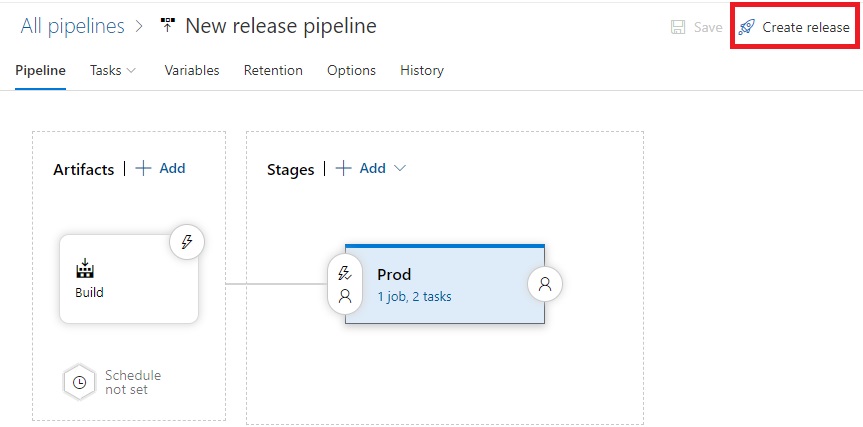 All pipelines > New release pipeline
Save Create release
Pipeline Tasks Variables Retention Options History
Artifacts | + Add
Stages | + Add
Build
Prod
1 job, 2 tasks
Schedule
not set